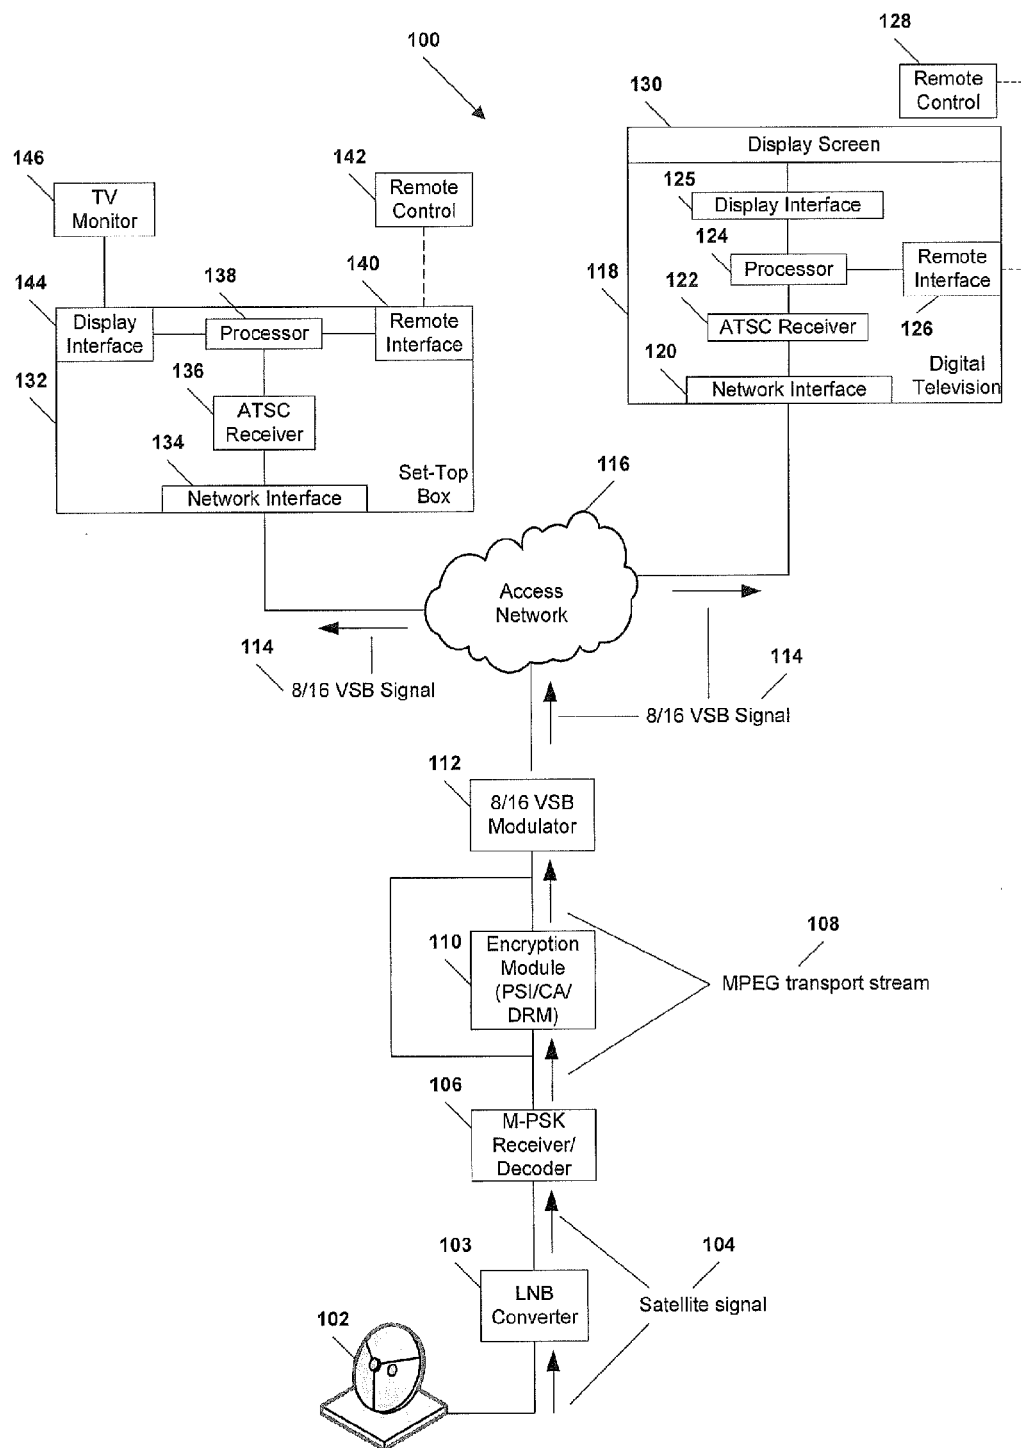 128
100
Remote
Control
130
Display Screen
146
142
TV
Monitor
Remote
Control
125
Display Interface
124
Processor
Remote
Interface
138
140
118
144
122
126
Display
Interface
Processor
Remote
Interface
ATSC Receiver
120
Digital
Television
136
132
Network Interface
ATSC
Receiver
134
116
Set-Top
Box
Network Interface
Access
Network
114
8/16 VSB Signal
114
8/16 VSB Signal
112
8/16 VSB
Modulator
108
110
Encryption
Module
(PSI/CA/
DRM)
MPEG transport stream
106
M-PSK
Receiver/
Decoder
103
104
LNB
Converter
Satellite signal
102